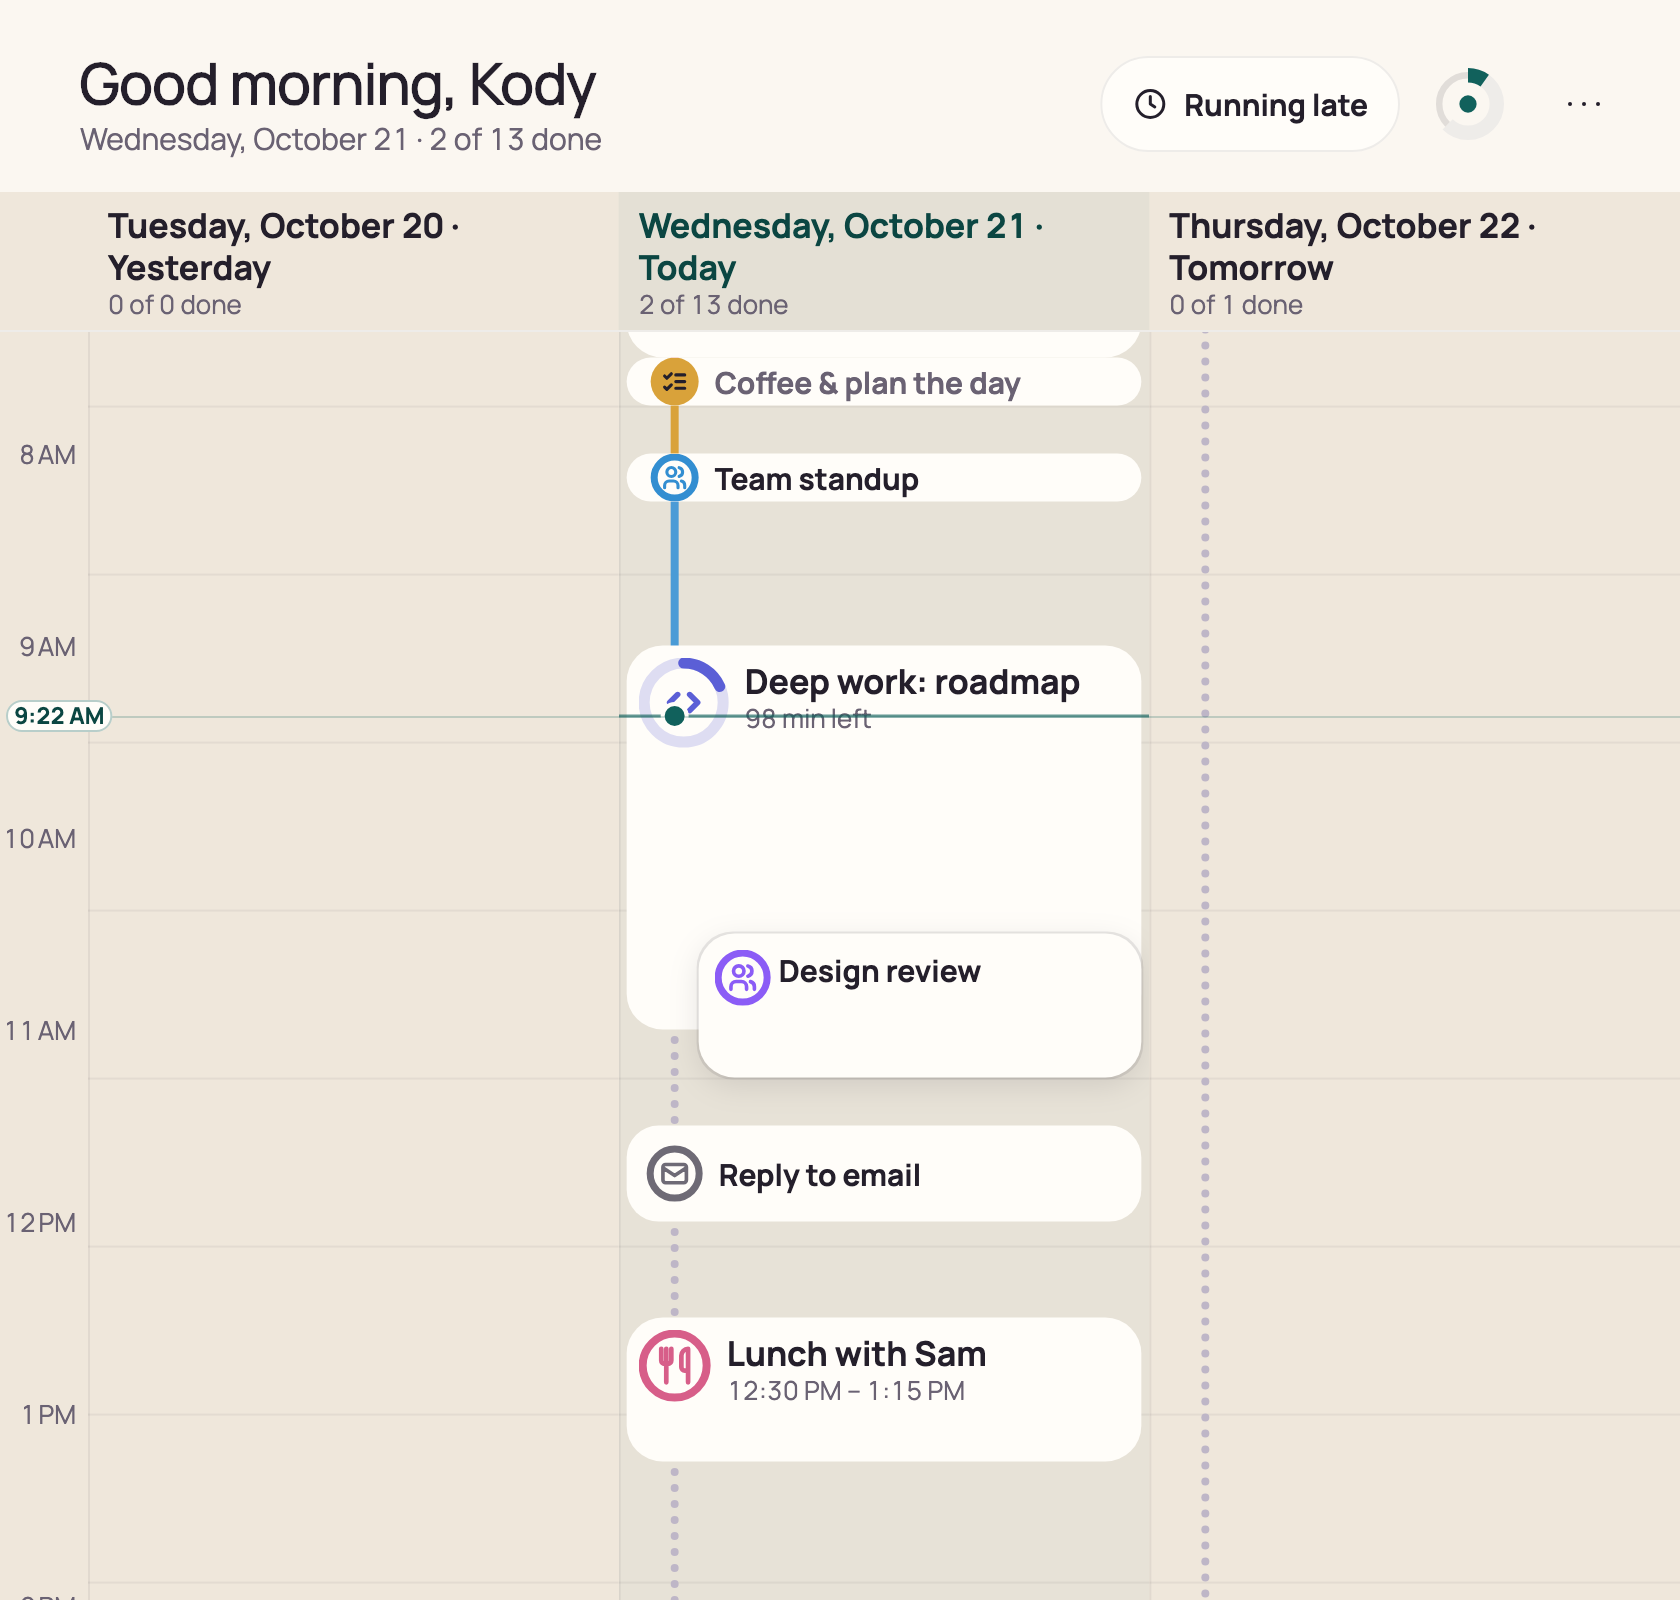 Good morning, Kody
Wednesday, October 21 · 2 of 13 done
Running late
...
Tuesday, October 20 ·
Yesterday
0 of 0 done
Wednesday, October 21 ·
Today
2 of 13 done
Thursday, October 22 ·
Tomorrow
0 of 1 done
Coffee & plan the day
8 AM
Team standup
9 AM
Deep work: roadmap
9:22 AM
98 min left
10 AM
Design review
11 AM
Reply to email
12 PM
Lunch with Sam
12:30 PM – 1:15 PM
1 PM